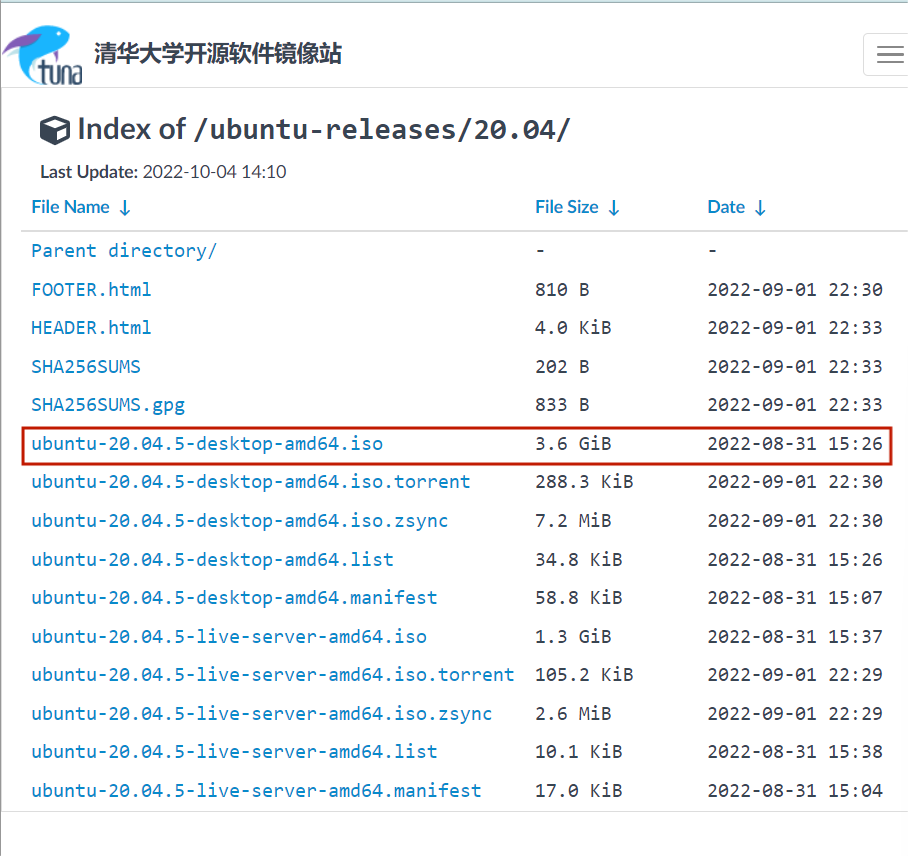 tuna 清华大学开源软件镜像站
Index of /ubuntu-releases/20.04/
Last Update: 2022-10-04 14:10
File Name ↓ File Size ↓ Date ↓
Parent directory/ - -
FOOTER.html 810 B 2022-09-01 22:30
HEADER.html 4.0 KiB 2022-09-01 22:33
SHA256SUMS 202 B 2022-09-01 22:33
SHA256SUMS.gpg 833 B 2022-09-01 22:33
ubuntu-20.04.5-desktop-amd64.iso 3.6 GiB 2022-08-31 15:26
ubuntu-20.04.5-desktop-amd64.iso.torrent 288.3 KiB 2022-09-01 22:30
ubuntu-20.04.5-desktop-amd64.iso.zsync 7.2 MiB 2022-09-01 22:30
ubuntu-20.04.5-desktop-amd64.list 34.8 KiB 2022-08-31 15:26
ubuntu-20.04.5-desktop-amd64.manifest 58.8 KiB 2022-08-31 15:07
ubuntu-20.04.5-live-server-amd64.iso 1.3 GiB 2022-08-31 15:37
ubuntu-20.04.5-live-server-amd64.iso.torrent 105.2 KiB 2022-09-01 22:29
ubuntu-20.04.5-live-server-amd64.iso.zsync 2.6 MiB 2022-09-01 22:29
ubuntu-20.04.5-live-server-amd64.list 10.1 KiB 2022-08-31 15:38
ubuntu-20.04.5-live-server-amd64.manifest 17.0 KiB 2022-08-31 15:04